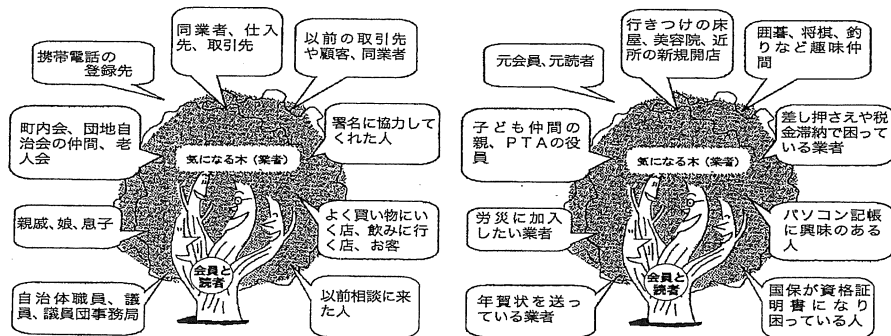 携帯電話の
登録先
同業者、仕入
先、取引先
以前の取引先
や顧客、同業者
町内会、団地自
治会の仲間、老
人会
署名に協力して
くれた人
気になる木（業者）
親戚、娘、息子
よく買い物にい
く店、飲みに行
く店、お客
会員と
読者
自治体職員、議
員、議員団事務局
以前相談に来
た人
元会員、元読者
行きつけの床
屋、美容院、近
所の新規開店
囲碁、将棋、釣
りなど趣味仲
間
子ども仲間の
親、ＰＴＡの役
員
差し押さえや税
金滞納で困って
いる業者
気になる木（業者）
労災に加入
したい業者
パソコン記帳
に興味のある
人
会員と
読者
年賀状を送っ
ている業者
国保が資格証
明書になり
困っている人